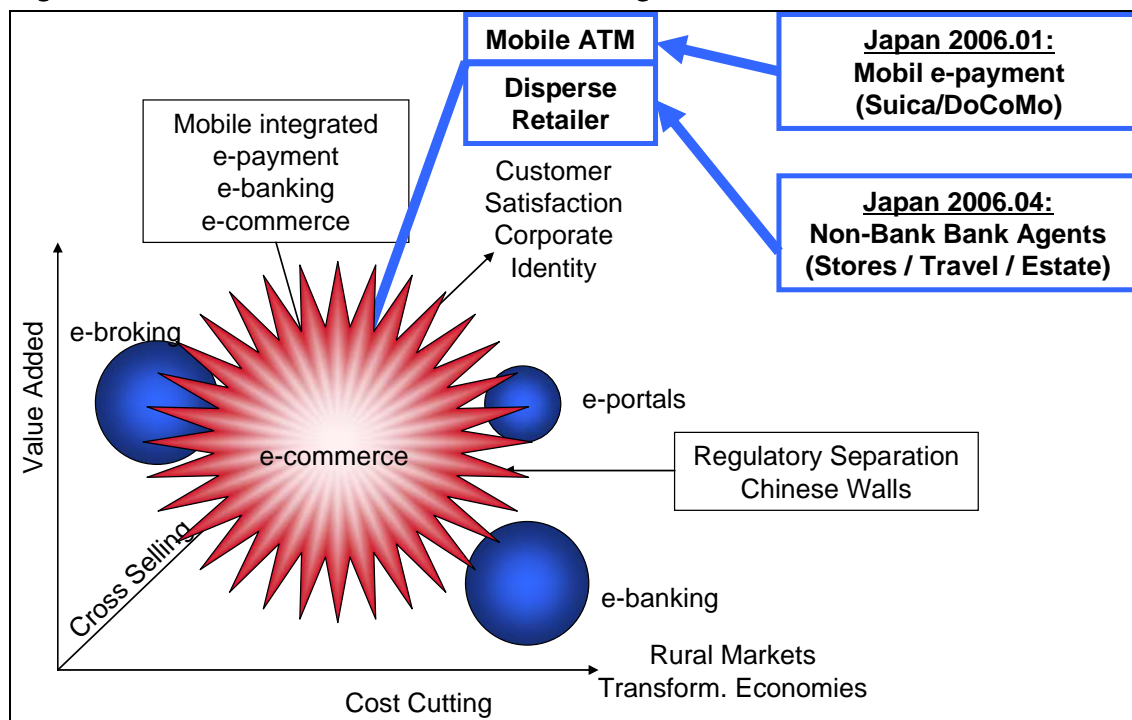 Mobile ATM
Disperse
Retailer
Japan 2006.01:
Mobil e-payment
(Suica/DoCoMo)
Mobile integrated
e-payment
e-banking
e-commerce
Customer
Satisfaction
Corporate
Identity
Japan 2006.04:
Non-Bank Bank Agents
(Stores / Travel / Estate)
Value Added
e-broking
e-portals
e-commerce
Regulatory Separation
Chinese Walls
Cross Selling
e-banking
Rural Markets
Transform. Economies
Cost Cutting